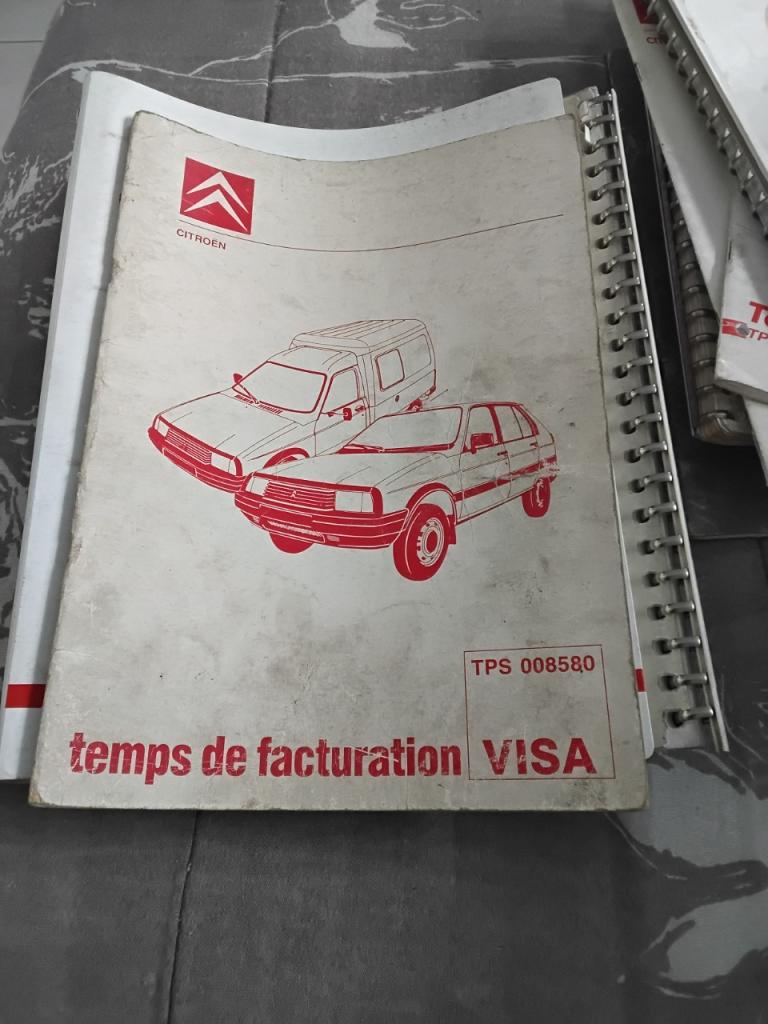 CITROËN
TPS 008580
temps de facturation VISA